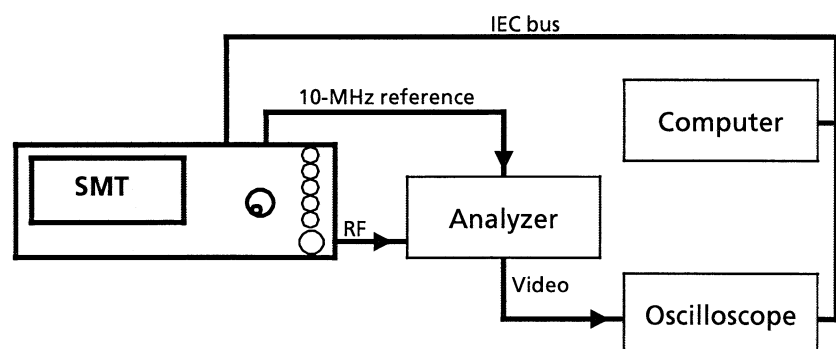 IEC bus
10-MHz reference
Computer
SMT
Analyzer
RF
Video
Oscilloscope